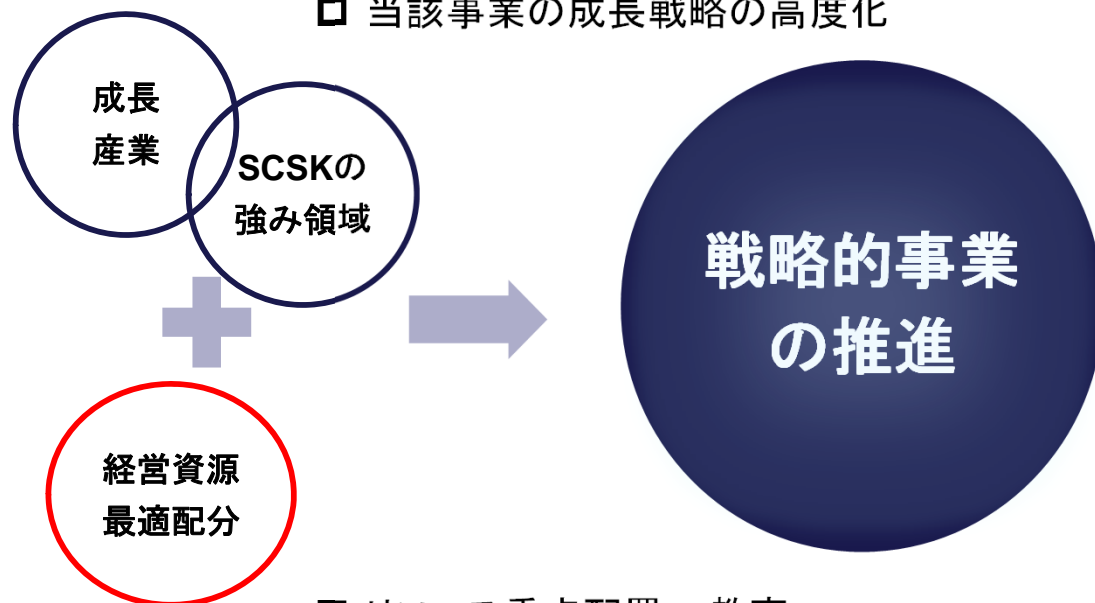 当該事業の成長戦略の高度化
成長
産業
SCSKの
強み領域
戦略的事業
の推進
経営資源
最適配分